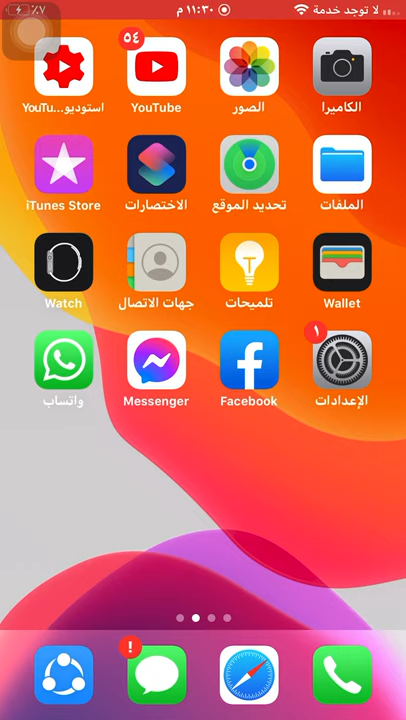 لا توجد خدمة ١١:٣٠ م ٪٧
٥٤
الكاميرا الصور YouTube استوديو...YouTu
الملفات تحديد الموقع الاختصارات iTunes Store
Wallet تلميحات جهات الاتصال Watch
١
الإعدادات Facebook Messenger واتساب
!